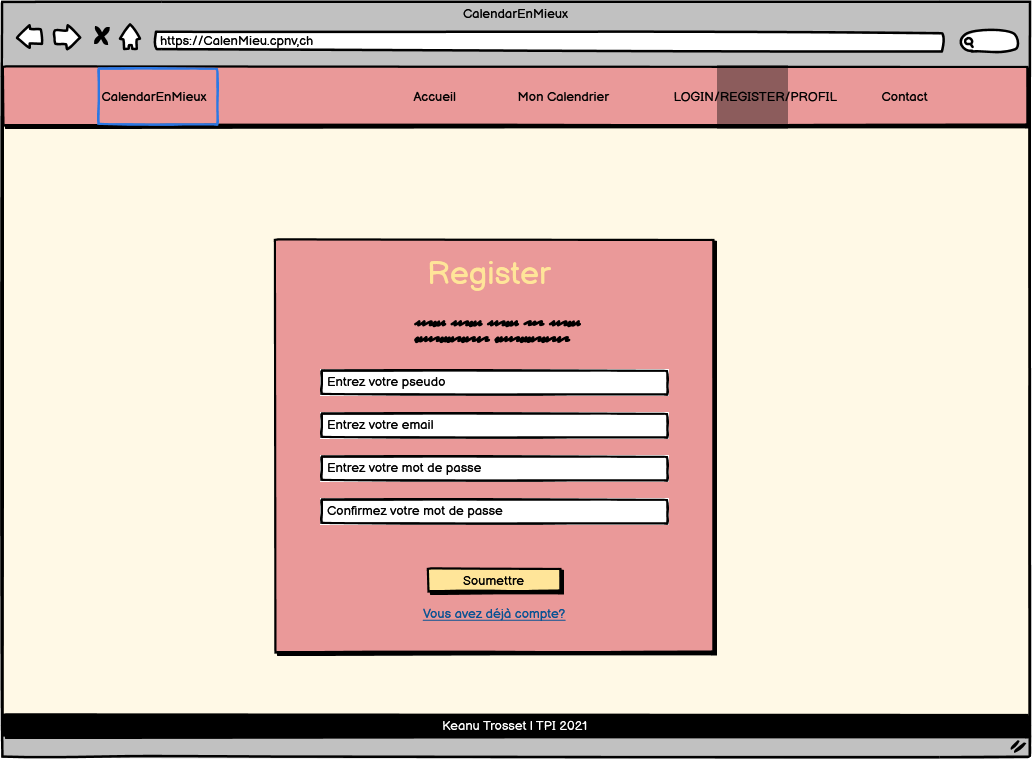 CalendarEnMieux
https://CalenMieu.cpnv,ch
CalendarEnMieux
Accueil
Mon Calendrier
LOGIN/REGISTER/PROFIL
Contact
Register
Entrez votre pseudo
Entrez votre email
Entrez votre mot de passe
Confirmez votre mot de passe
Soumettre
Vous avez déjà compte?
Keanu Trosset | TPI 2021